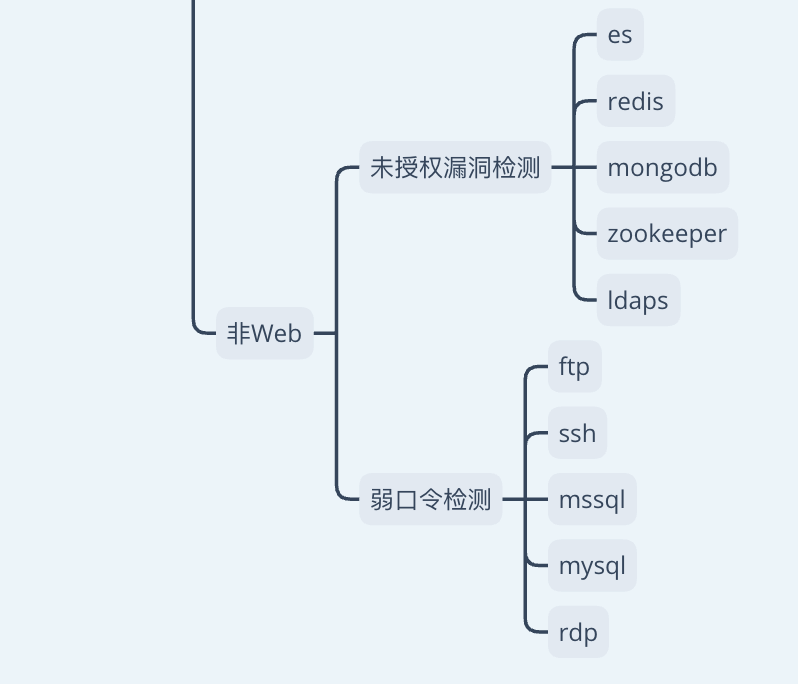 es
redis
未授权漏洞检测
mongodb
zookeeper
ldaps
非Web
ftp
ssh
弱口令检测
mssql
mysql
rdp